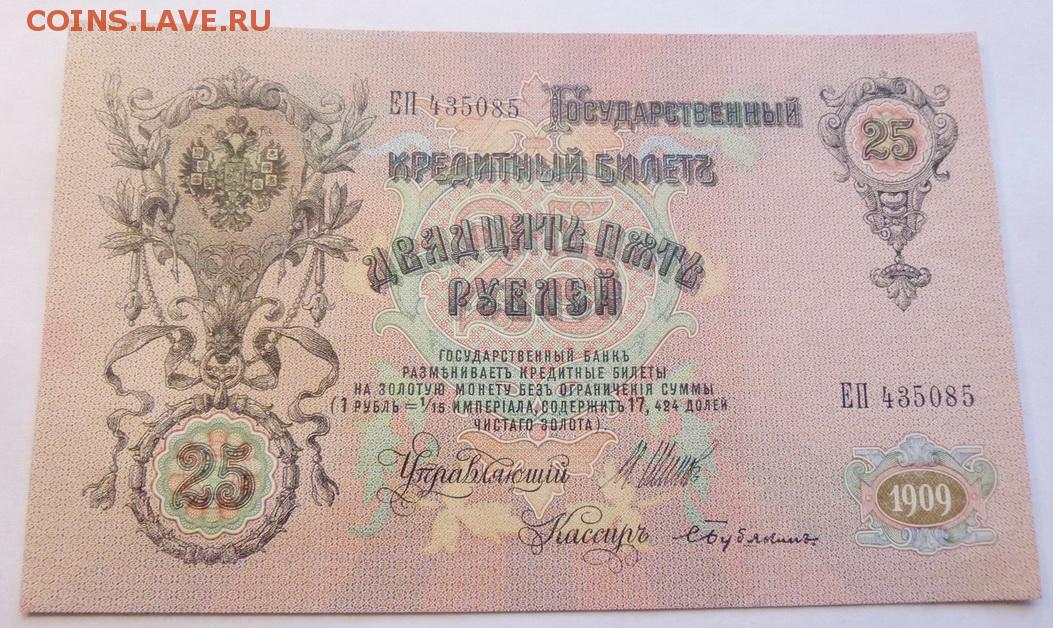 COINS.LAVE.RU
ЕП 435085 ГОСУДАРСТВЕННЫЙ
КРЕДИТНЫЙ БИЛЕТЪ
ДВАДЦАТЬ ПЯТЬ
РУБЛЕЙ
25
ГОСУДАРСТВЕННЫЙ БАНКЪ
РАЗМѢНИВАЕТЪ КРЕДИТНЫЕ БИЛЕТЫ
НА ЗОЛОТУЮ МОНЕТУ БЕЗЪ ОГРАНИЧЕНІЯ СУММЫ
(1 РУБЛЬ = 1/15 ИМПЕРІАЛА, СОДЕРЖИТЪ 17, 424 ДОЛЕЙ
ЧИСТАГО ЗОЛОТА).
ЕП 435085
25
25
Управляющій
И. Шиповъ
Кассиръ
1909